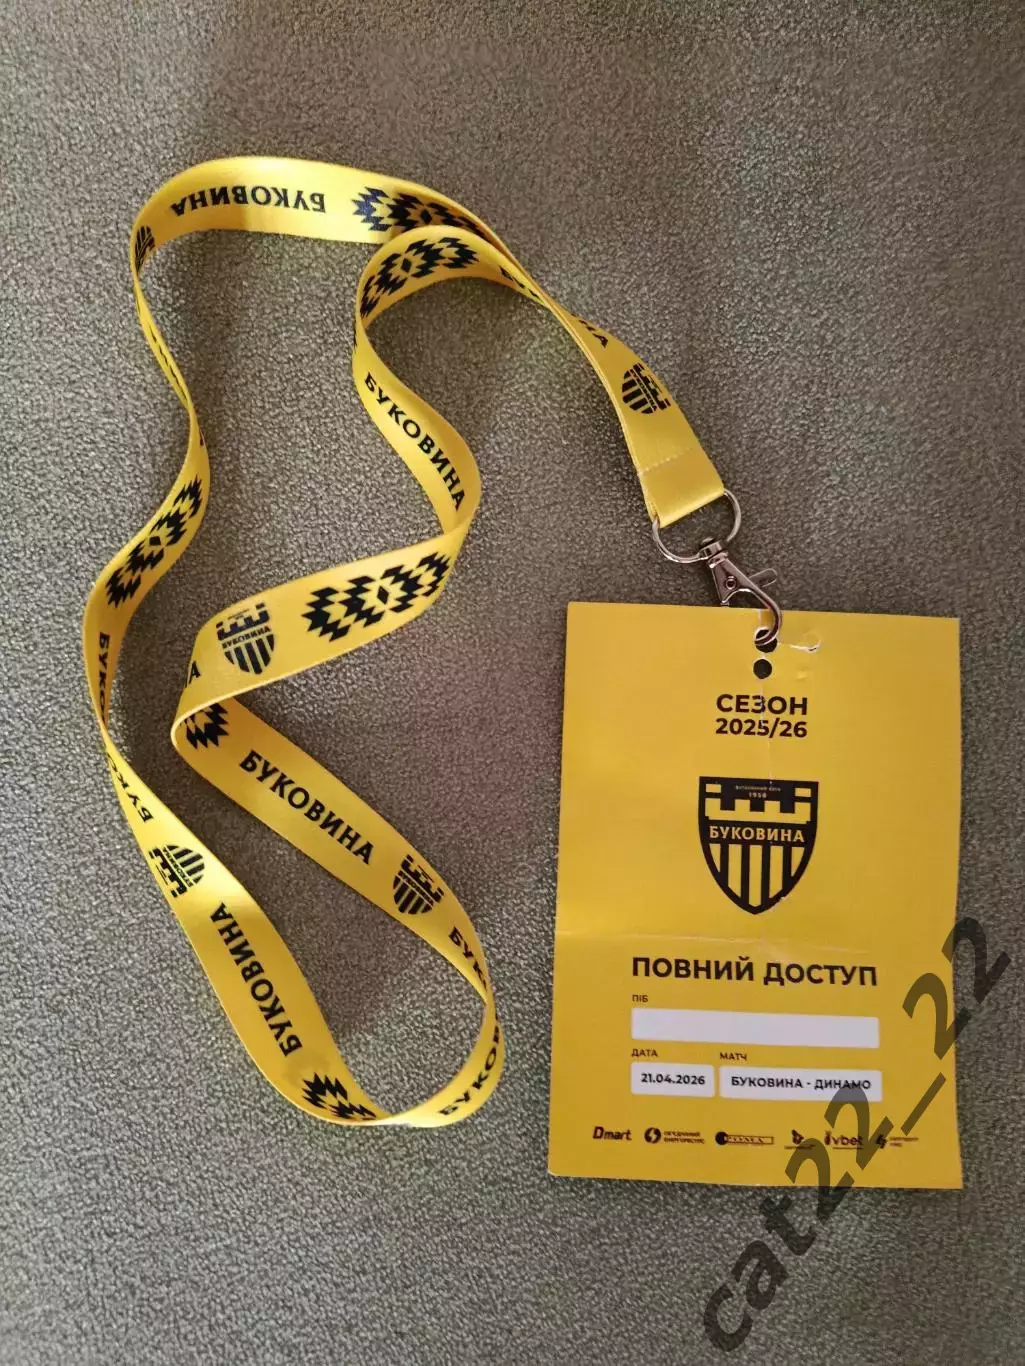 БУКОВИНА
БУКОВИНА
БУКОВИНА
БУКОВИНА
СЕЗОН
2025/26
1958
БУКОВИНА
ПОВНИЙ ДОСТУП
ПІБ
ДАТА
МАТЧ
21.04.2026
БУКОВИНА - ДИНАМО
Dmart
vbet
cat22_22